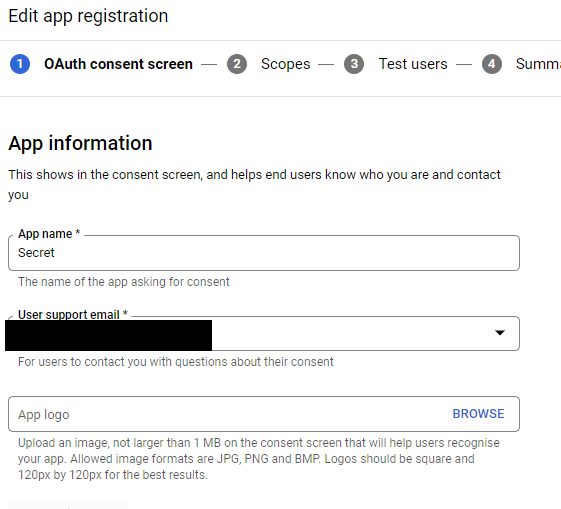 Edit app registration
1 OAuth consent screen — 2 Scopes — 3 Test users — 4 Summa
App information
This shows in the consent screen, and helps end users know who you are and contact
you
App name *
Secret
The name of the app asking for consent
User support email *
For users to contact you with questions about their consent
App logo BROWSE
Upload an image, not larger than 1 MB on the consent screen that will help users recognise
your app. Allowed image formats are JPG, PNG and BMP. Logos should be square and
120px by 120px for the best results.